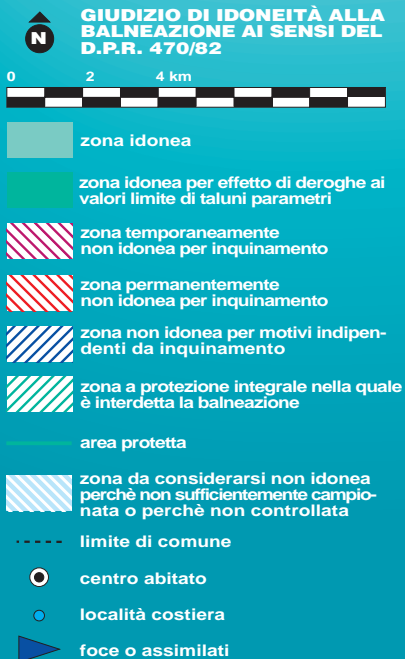 N
GIUDIZIO DI IDONEITÀ ALLA
BALNEAZIONE AI SENSI DEL
D.P.R. 470/82
0 2 4 km
zona idonea
zona idonea per effetto di deroghe ai
valori limite di taluni parametri
zona temporaneamente
non idonea per inquinamento
zona permanentemente
non idonea per inquinamento
zona non idonea per motivi indipen-
denti da inquinamento
zona a protezione integrale nella quale
è interdetta la balneazione
area protetta
zona da considerarsi non idonea
perchè non sufficientemente campio-
nata o perchè non controllata
limite di comune
centro abitato
località costiera
foce o assimilati